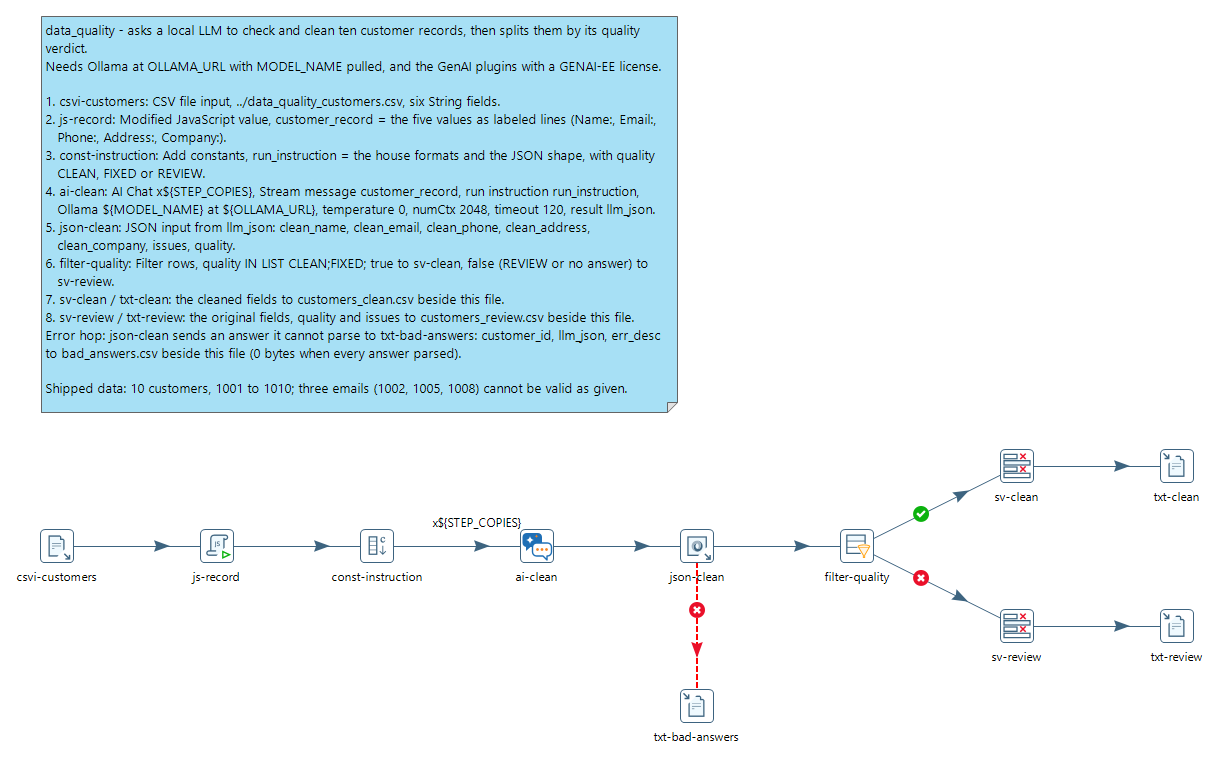 data_quality - asks a local LLM to check and clean ten customer records, then splits them by its quality
verdict.
Needs Ollama at OLLAMA_URL with MODEL_NAME pulled, and the GenAI plugins with a GENAI-EE license.
1. csvi-customers: CSV file input, ../data_quality_customers.csv, six String fields.
2. js-record: Modified JavaScript value, customer_record = the five values as labeled lines (Name:, Email:,
Phone:, Address:, Company:).
3. const-instruction: Add constants, run_instruction = the house formats and the JSON shape, with quality
CLEAN, FIXED or REVIEW.
4. ai-clean: AI Chat x${STEP_COPIES}, Stream message customer_record, run instruction run_instruction,
Ollama ${MODEL_NAME} at ${OLLAMA_URL}, temperature 0, numCtx 2048, timeout 120, result llm_json.
5. json-clean: JSON input from llm_json: clean_name, clean_email, clean_phone, clean_address,
clean_company, issues, quality.
6. filter-quality: Filter rows, quality IN LIST CLEAN;FIXED; true to sv-clean, false (REVIEW or no answer) to
sv-review.
7. sv-clean / txt-clean: the cleaned fields to customers_clean.csv beside this file.
8. sv-review / txt-review: the original fields, quality and issues to customers_review.csv beside this file.
Error hop: json-clean sends an answer it cannot parse to txt-bad-answers: customer_id, llm_json, err_desc
to bad_answers.csv beside this file (0 bytes when every answer parsed).
Shipped data: 10 customers, 1001 to 1010; three emails (1002, 1005, 1008) cannot be valid as given.
sv-clean
txt-clean
x${STEP_COPIES}
csvi-customers
js-record
const-instruction
ai-clean
json-clean
filter-quality
sv-review
txt-review
txt-bad-answers